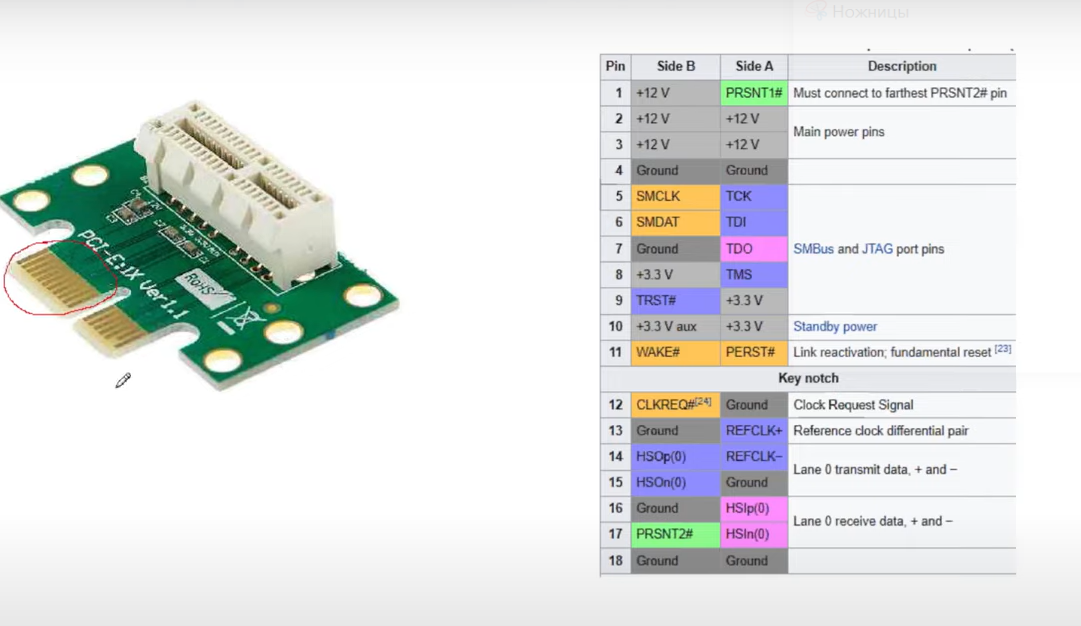 Ножницы
PCI-E:1X Ver1.1
RoHS
Pin Side B Side A Description
1 +12 V PRSNT1# Must connect to farthest PRSNT2# pin
2 +12 V +12 V Main power pins
3 +12 V +12 V
4 Ground Ground
5 SMCLK TCK SMBus and JTAG port pins
6 SMDAT TDI
7 Ground TDO
8 +3.3 V TMS
9 TRST# +3.3 V
10 +3.3 V aux +3.3 V Standby power
11 WAKE# PERST# Link reactivation; fundamental reset [23]
Key notch
12 CLKREQ#[24] Ground Clock Request Signal
13 Ground REFCLK+ Reference clock differential pair
14 HSOp(0) REFCLK− Lane 0 transmit data, + and −
15 HSOn(0) Ground
16 Ground HSIp(0) Lane 0 receive data, + and −
17 PRSNT2# HSIn(0)
18 Ground Ground